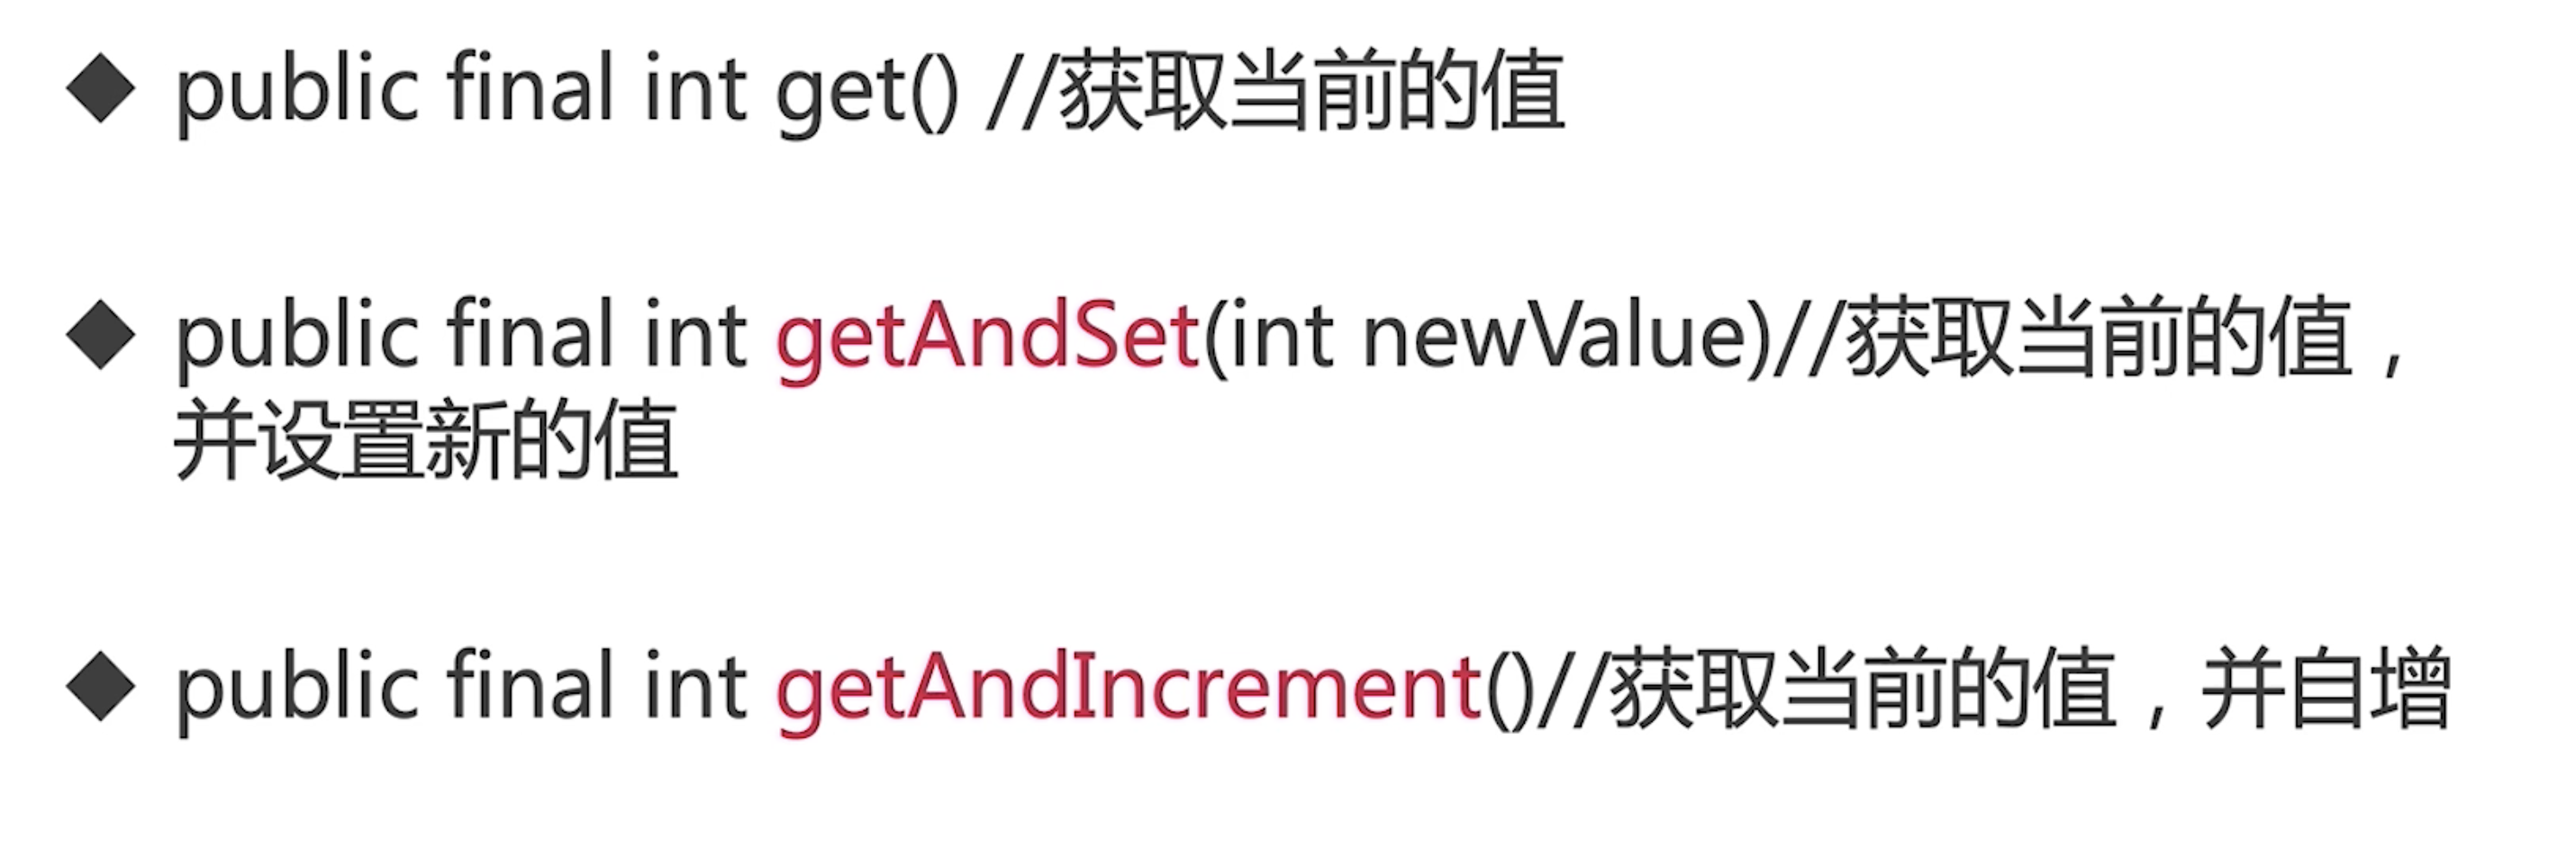 ◆ public final int get() //获取当前的值
◆ public final int getAndSet(int newValue)//获取当前的值，
并设置新的值
◆ public final int getAndIncrement()//获取当前的值，并自增